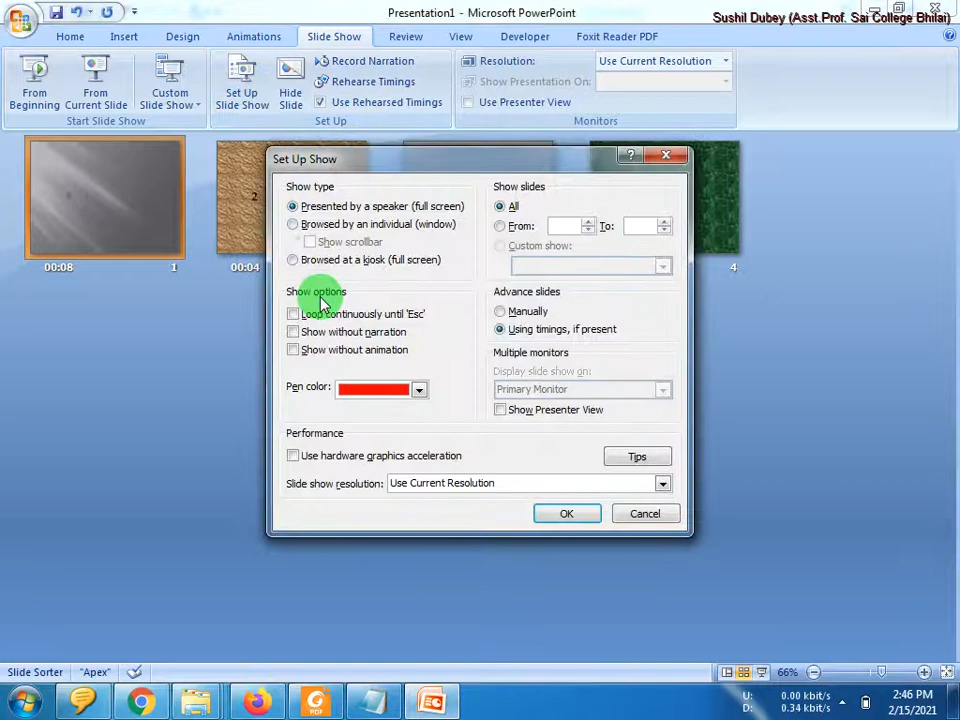 Presentation1 - Microsoft PowerPoint
Sushil Dubey (Asst.Prof. Sai College Bhilai)
Home Insert Design Animations Slide Show Review View Developer Foxit Reader PDF
From Beginning
From Current Slide
Custom Slide Show
Start Slide Show
Set Up Slide Show
Hide Slide
Record Narration
Rehearse Timings
Use Rehearsed Timings
Set Up
Resolution: Use Current Resolution
Show Presentation On:
Use Presenter View
Monitors
2
00:08 1
00:04
4
Set Up Show
Show type
Presented by a speaker (full screen)
Browsed by an individual (window)
Show scrollbar
Browsed at a kiosk (full screen)
Show options
Loop continuously until 'Esc'
Show without narration
Show without animation
Pen color:
Show slides
All
From: To:
Custom show:
Advance slides
Manually
Using timings, if present
Multiple monitors
Display slide show on:
Primary Monitor
Show Presenter View
Performance
Use hardware graphics acceleration
Tips
Slide show resolution: Use Current Resolution
OK Cancel
Slide Sorter "Apex" 66%
PDF
U: 0.00 kbit/s
D: 0.34 kbit/s
2:46 PM
2/15/2021